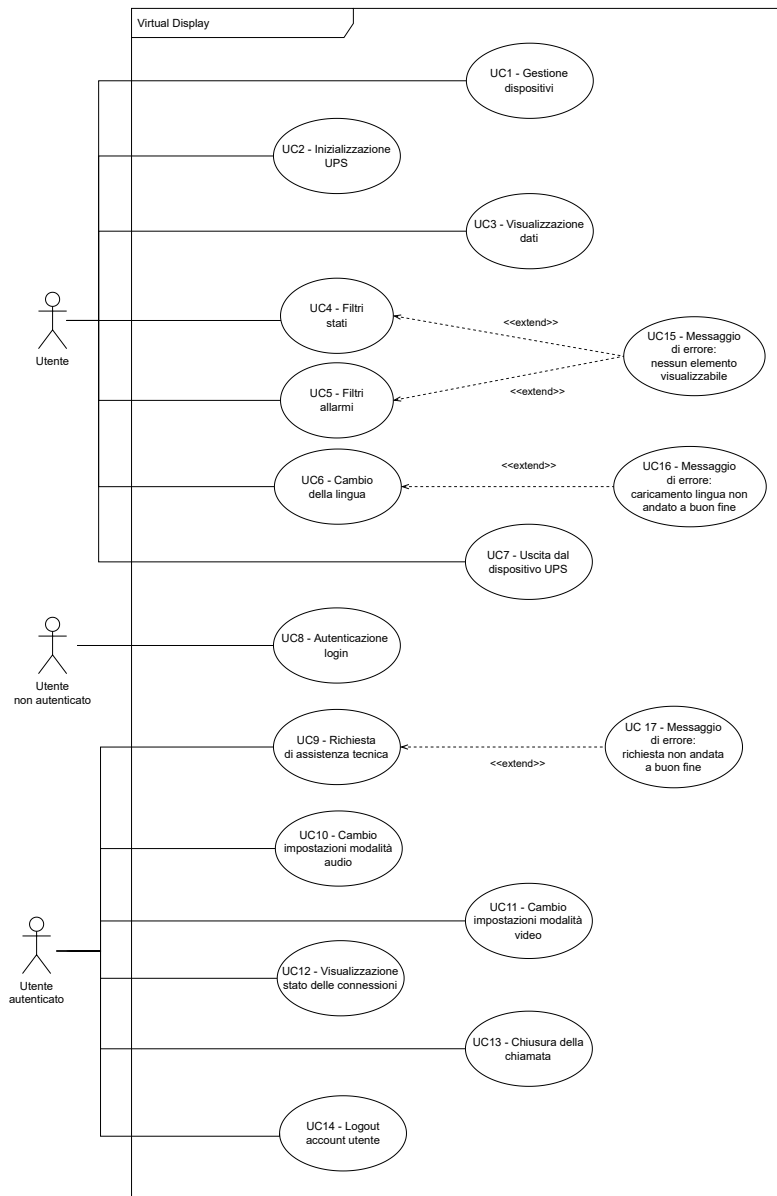 Virtual Display
UC1 - Gestione
dispositivi
UC2 - Inizializzazione
UPS
UC3 - Visualizzazione
dati
UC4 - Filtri
stati
<<extend>>
UC15 - Messaggio
di errore:
nessun elemento
visualizzabile
Utente
UC5 - Filtri
allarmi
<<extend>>
UC6 - Cambio
della lingua
<<extend>>
UC16 - Messaggio
di errore:
caricamento lingua non
andato a buon fine
UC7 - Uscita dal
dispositivo UPS
UC8 - Autenticazione
login
Utente
non autenticato
UC9 - Richiesta
di assistenza tecnica
<<extend>>
UC 17 - Messaggio
di errore:
richiesta non andata
a buon fine
UC10 - Cambio
impostazioni modalità
audio
UC11 - Cambio
impostazioni modalità
video
Utente
autenticato
UC12 - Visualizzazione
stato delle connessioni
UC13 - Chiusura della
chiamata
UC14 - Logout
account utente